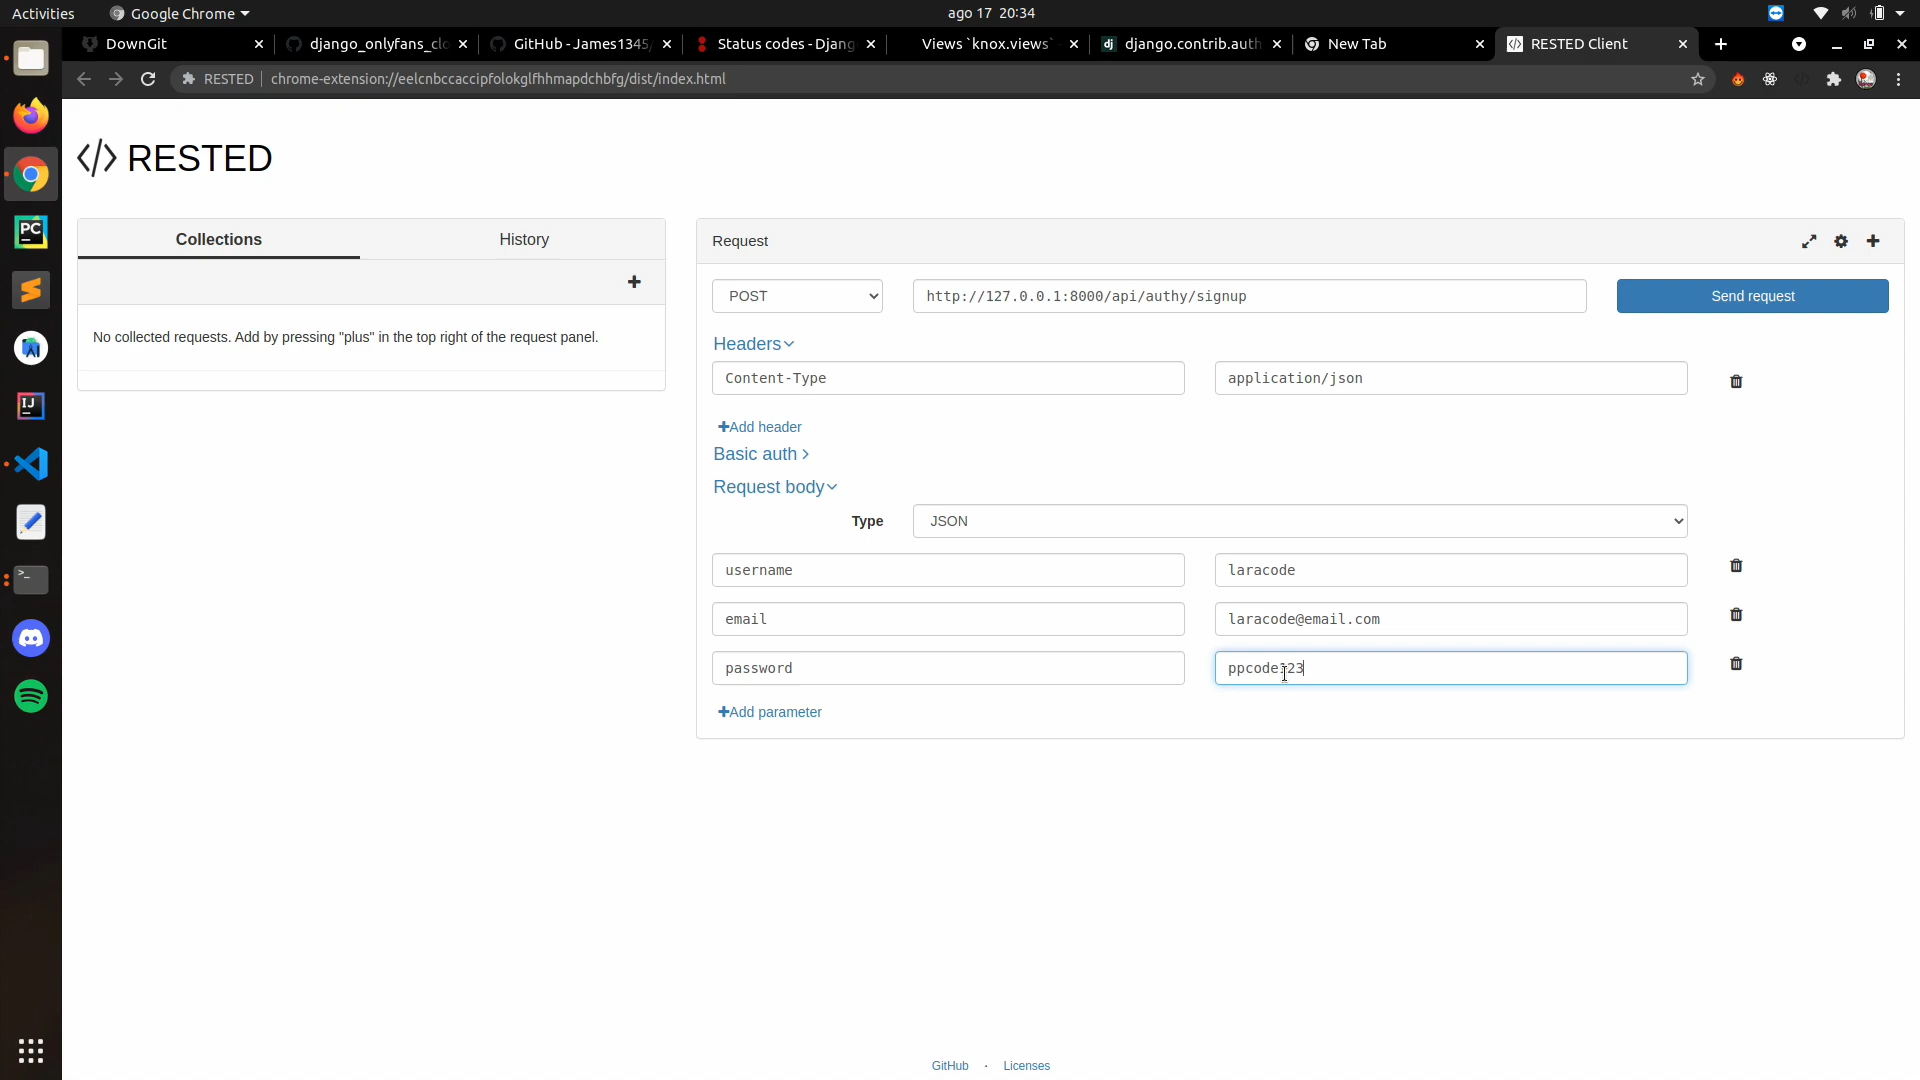 Activities Google Chrome ago 17 20:34
DownGit django_onlyfans_clo GitHub - James1345/ Status codes - Djang Views `knox.views` django.contrib.auth New Tab RESTED Client
RESTED chrome-extension://eelcnbccaccipfolokglfhhmapdchbfg/dist/index.html
</> RESTED
Collections History
No collected requests. Add by pressing "plus" in the top right of the request panel.
Request
POST http://127.0.0.1:8000/api/authy/signup Send request
Headers
Content-Type application/json
Add header
Basic auth
Request body
Type JSON
username laracode
email laracode@email.com
password ppcode123
Add parameter
GitHub · Licenses